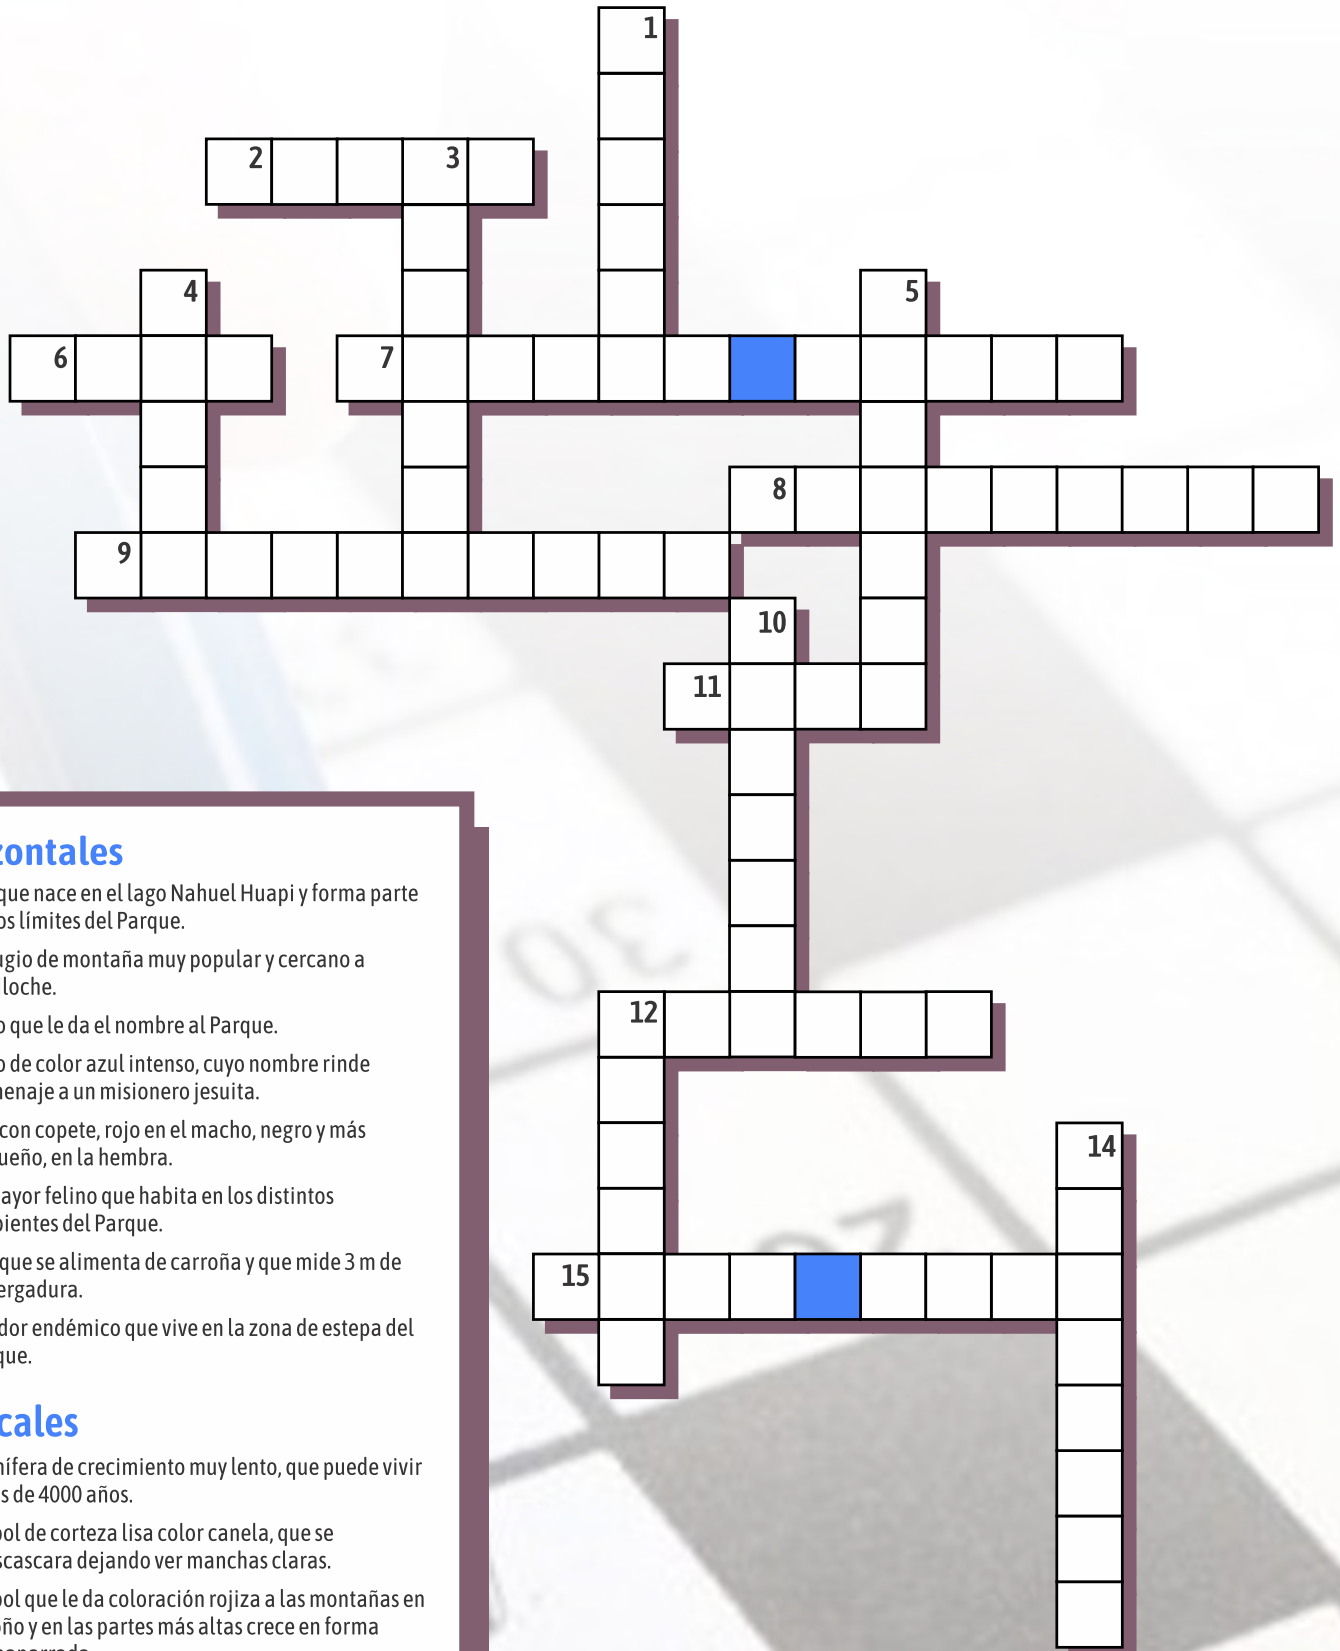 1
2 3
4
5
6
7
8
9
10
11
12
14
15
zontales
que nace en el lago Nahuel Huapi y forma parte
os límites del Parque.
ugio de montaña muy popular y cercano a
loche.
o que le da el nombre al Parque.
o de color azul intenso, cuyo nombre rinde
nenaje a un misionero jesuita.
con copete, rojo en el macho, negro y más
ueño, en la hembra.
ayor felino que habita en los distintos
bientes del Parque.
que se alimenta de carroña y que mide 3 m de
ergadura.
dor endémico que vive en la zona de estepa del
que.
cales
nífera de crecimiento muy lento, que puede vivir
s de 4000 años.
ol de corteza lisa color canela, que se
scascara dejando ver manchas claras.
ol que le da coloración rojiza a las montañas en
oño y en las partes más altas crece en forma